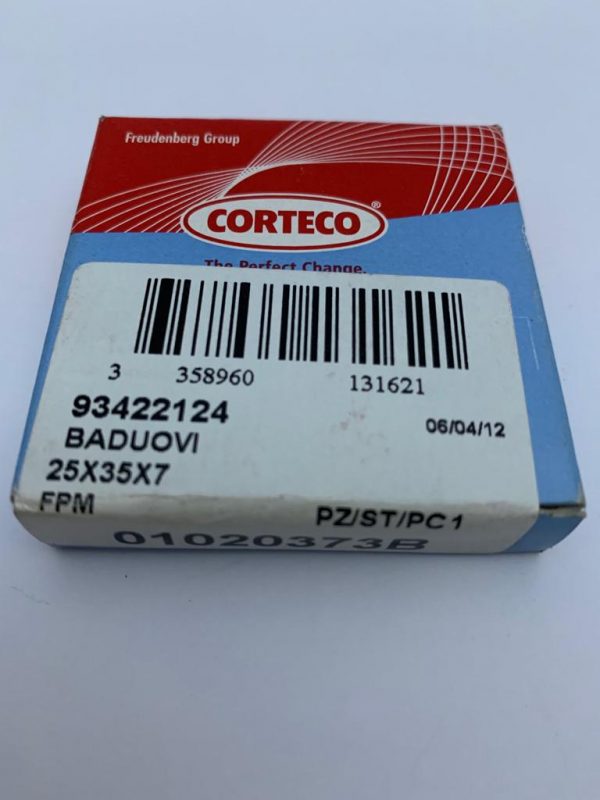 Freudenberg Group
CORTECO®
The Perfect Change.
3 358960 131621
93422124
06/04/12
BADUOVI
25X35X7
FPM
PZ/ST/PC1
01020373B